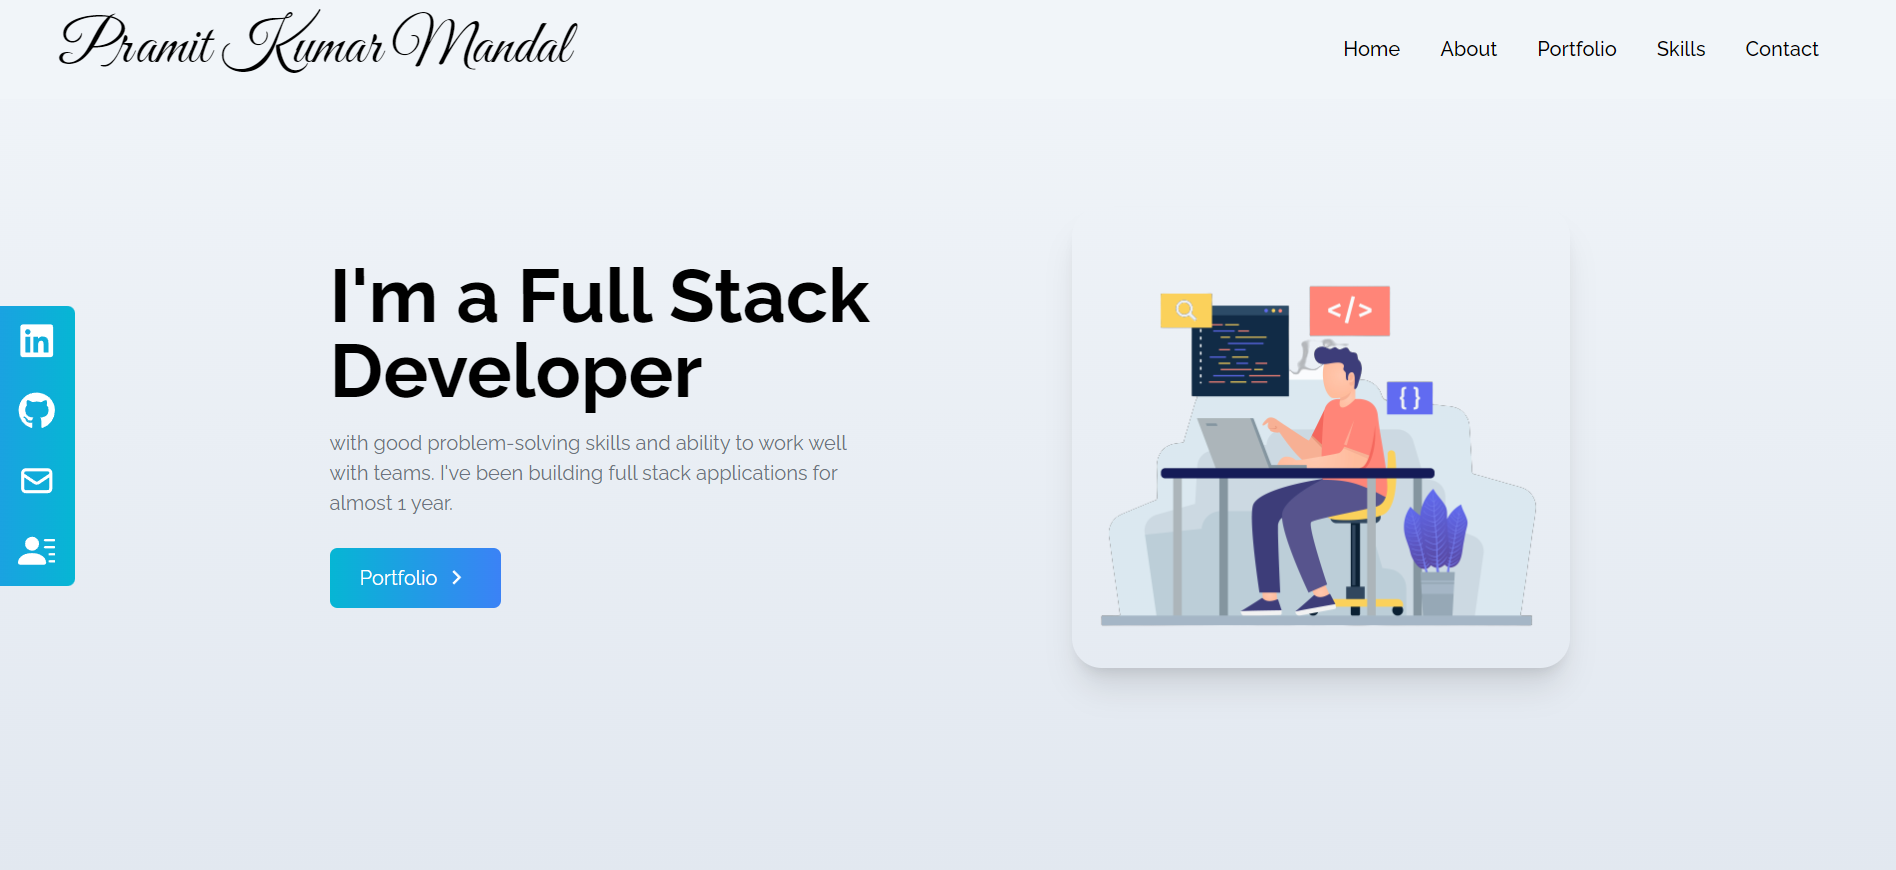 Pramit Kumar Mandal
Home About Portfolio Skills Contact
I'm a Full Stack
Developer
with good problem-solving skills and ability to work well
with teams. I've been building full stack applications for
almost 1 year.
Portfolio
in
</>
{ }